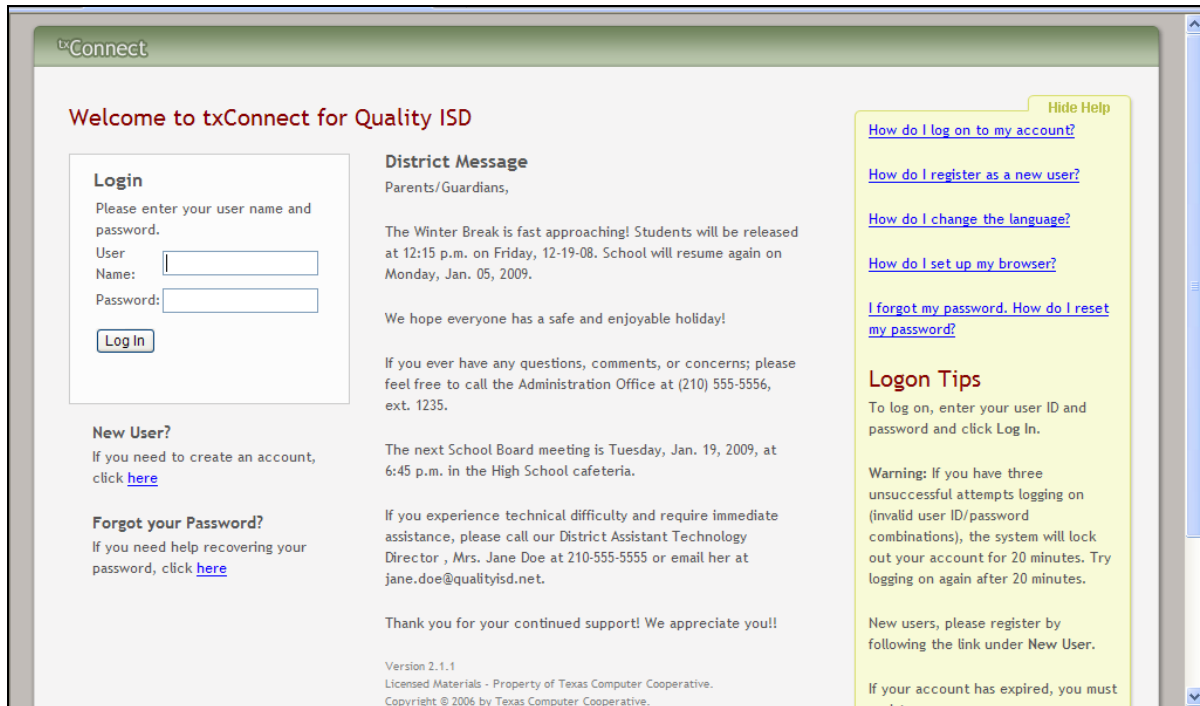 txConnect
Welcome to txConnect for Quality ISD
Login
Please enter your user name and
password.
User
Name:
Password:
Log In
New User?
If you need to create an account,
click here
Forgot your Password?
If you need help recovering your
password, click here
District Message
Parents/Guardians,
The Winter Break is fast approaching! Students will be released
at 12:15 p.m. on Friday, 12-19-08. School will resume again on
Monday, Jan. 05, 2009.
We hope everyone has a safe and enjoyable holiday!
If you ever have any questions, comments, or concerns; please
feel free to call the Administration Office at (210) 555-5556,
ext. 1235.
The next School Board meeting is Tuesday, Jan. 19, 2009, at
6:45 p.m. in the High School cafeteria.
If you experience technical difficulty and require immediate
assistance, please call our District Assistant Technology
Director , Mrs. Jane Doe at 210-555-5555 or email her at
jane.doe@qualityisd.net.
Thank you for your continued support! We appreciate you!!
Version 2.1.1
Licensed Materials - Property of Texas Computer Cooperative.
Copyright © 2006 by Texas Computer Cooperative.
Hide Help
How do I log on to my account?
How do I register as a new user?
How do I change the language?
How do I set up my browser?
I forgot my password. How do I reset
my password?
Logon Tips
To log on, enter your user ID and
password and click Log In.
Warning: If you have three
unsuccessful attempts logging on
(invalid user ID/password
combinations), the system will lock
out your account for 20 minutes. Try
logging on again after 20 minutes.
New users, please register by
following the link under New User.
If your account has expired, you must